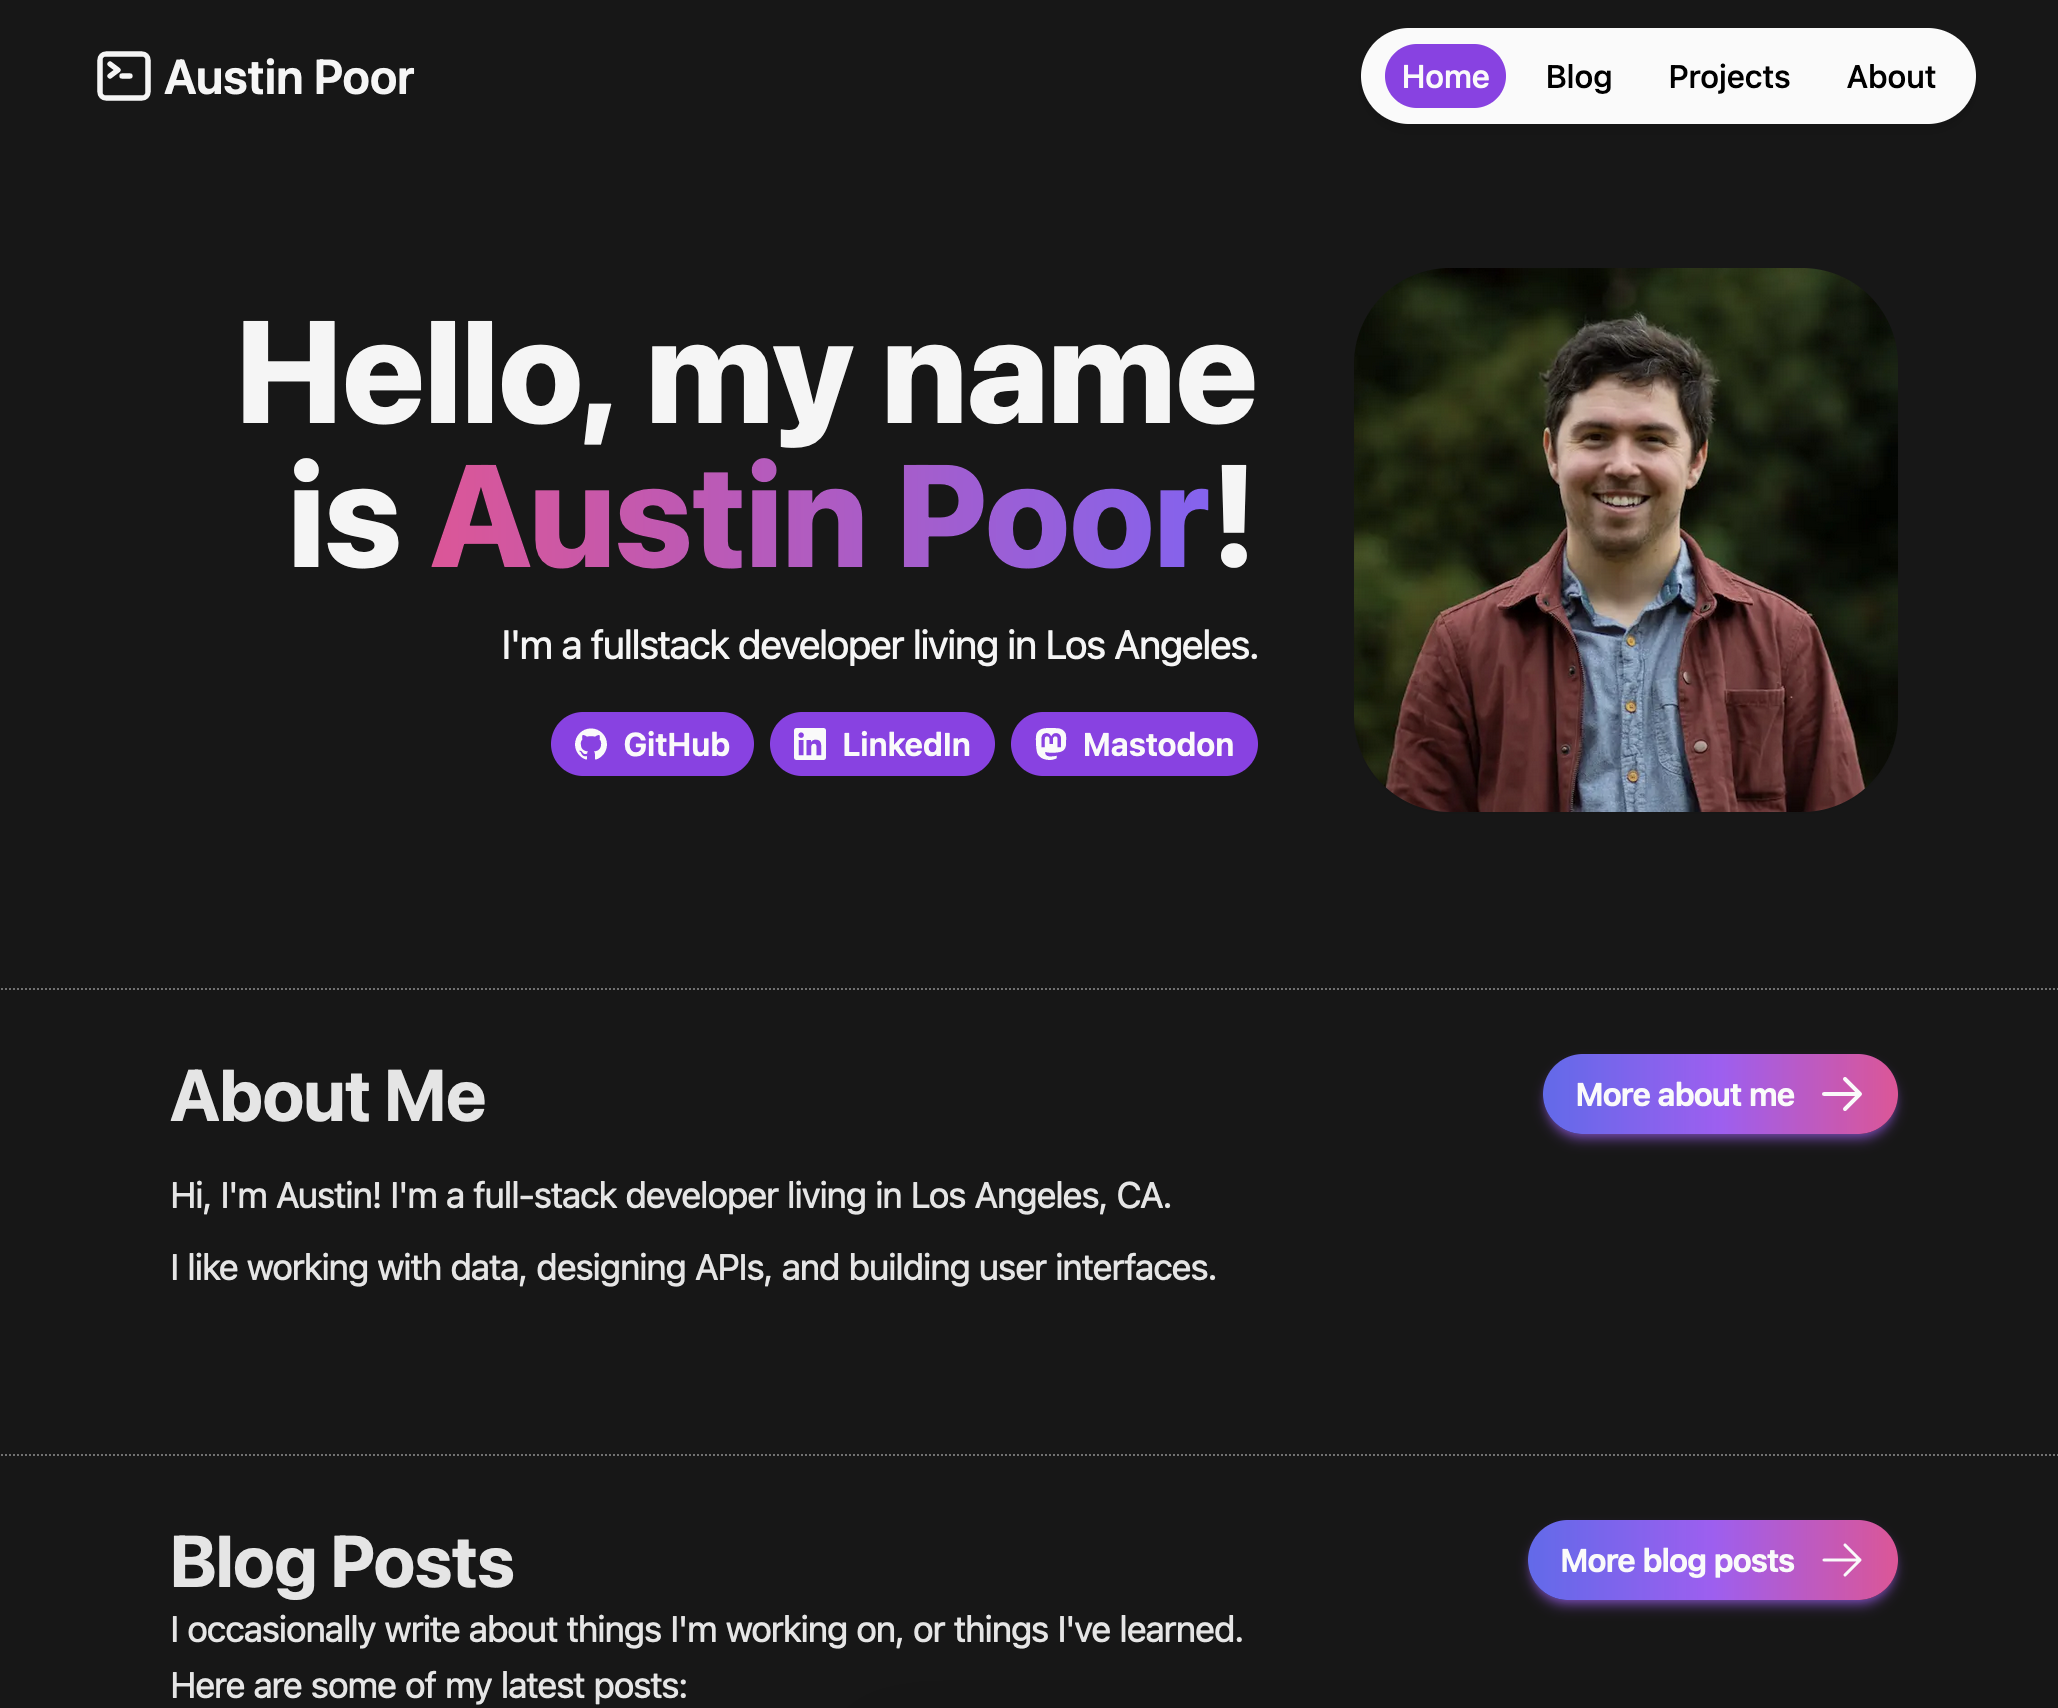 Austin Poor
Home Blog Projects About
Hello, my name
is Austin Poor!
I'm a fullstack developer living in Los Angeles.
GitHub LinkedIn Mastodon
About Me
More about me
Hi, I'm Austin! I'm a full-stack developer living in Los Angeles, CA.
I like working with data, designing APIs, and building user interfaces.
Blog Posts
More blog posts
I occasionally write about things I'm working on, or things I've learned.
Here are some of my latest posts: